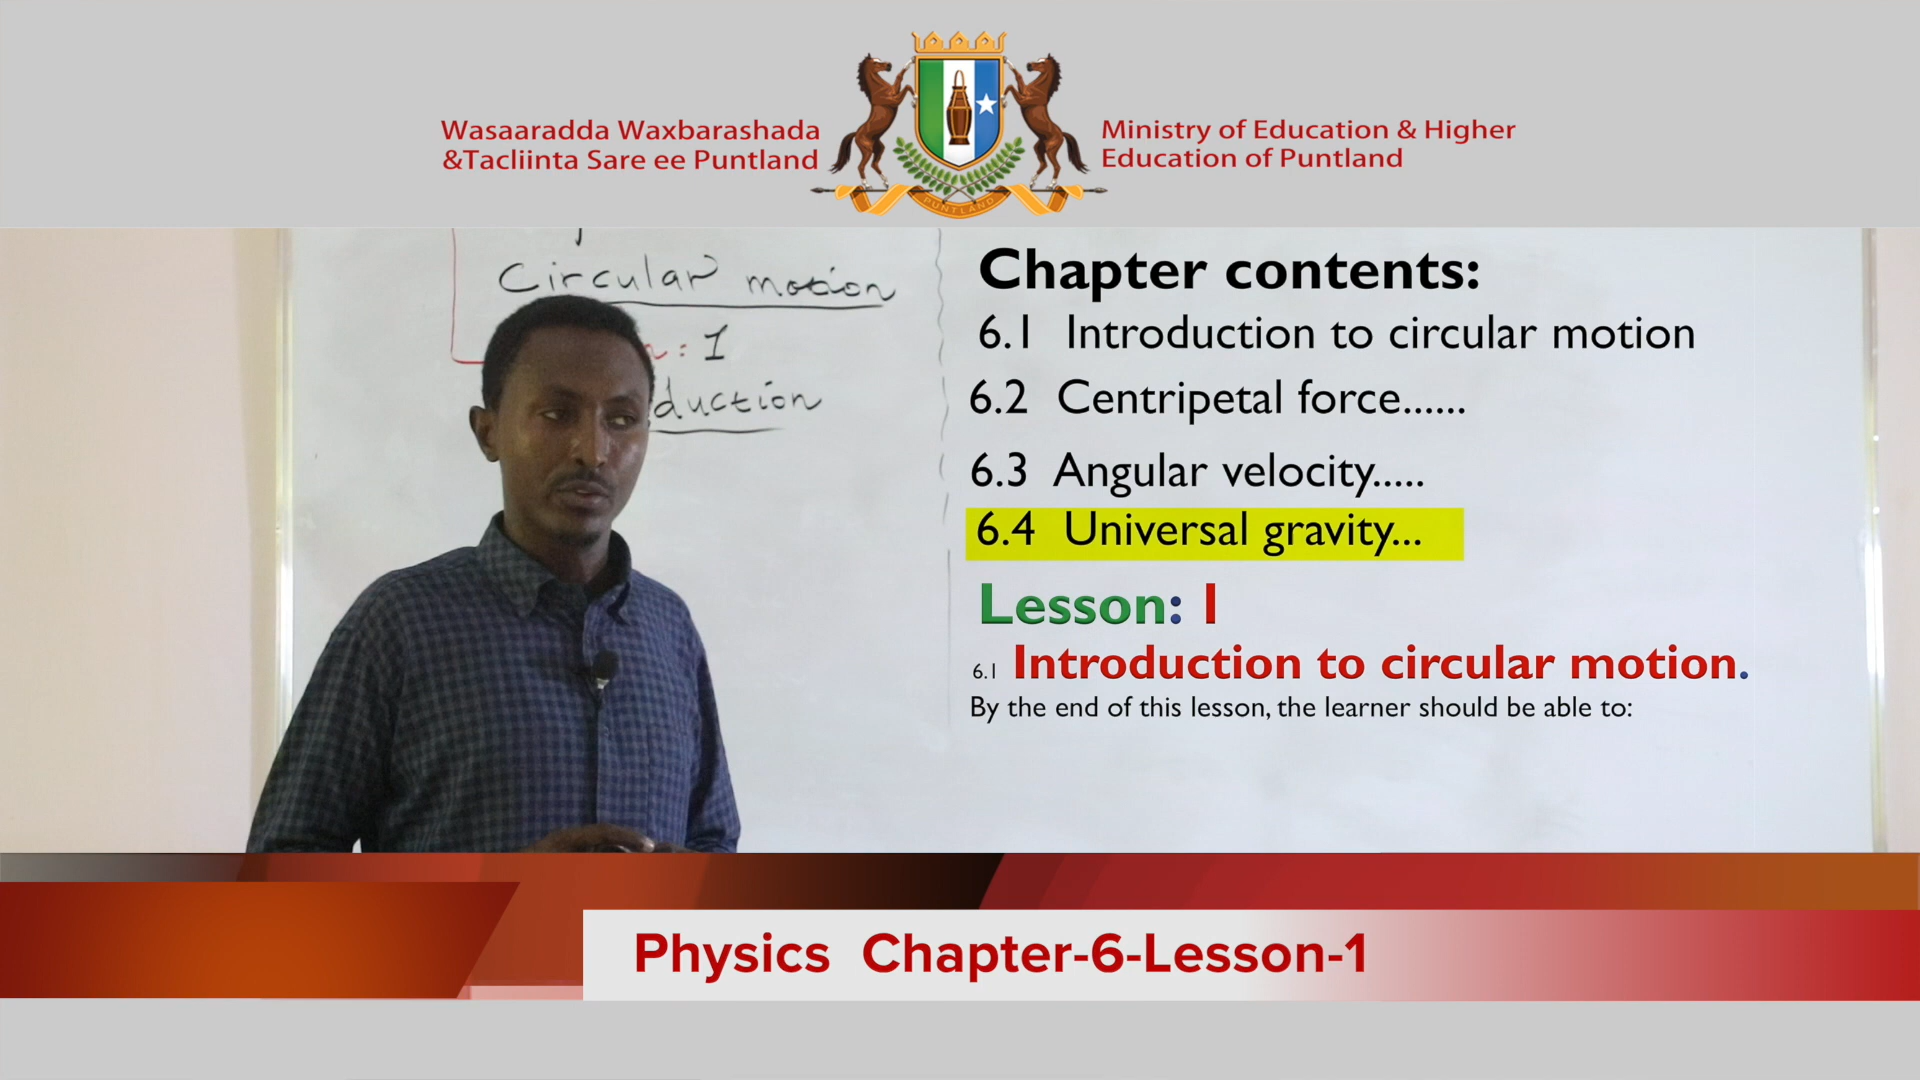 Wasaaradda Waxbarashada
&Tacliinta Sare ee Puntland
Ministry of Education & Higher
Education of Puntland
PUNTLAND
Circular motion
: 1
duction
Chapter contents:
6.1 Introduction to circular motion
6.2 Centripetal force......
6.3 Angular velocity.....
6.4 Universal gravity...
Lesson: 1
6.1 Introduction to circular motion.
By the end of this lesson, the learner should be able to:
Physics Chapter-6-Lesson-1